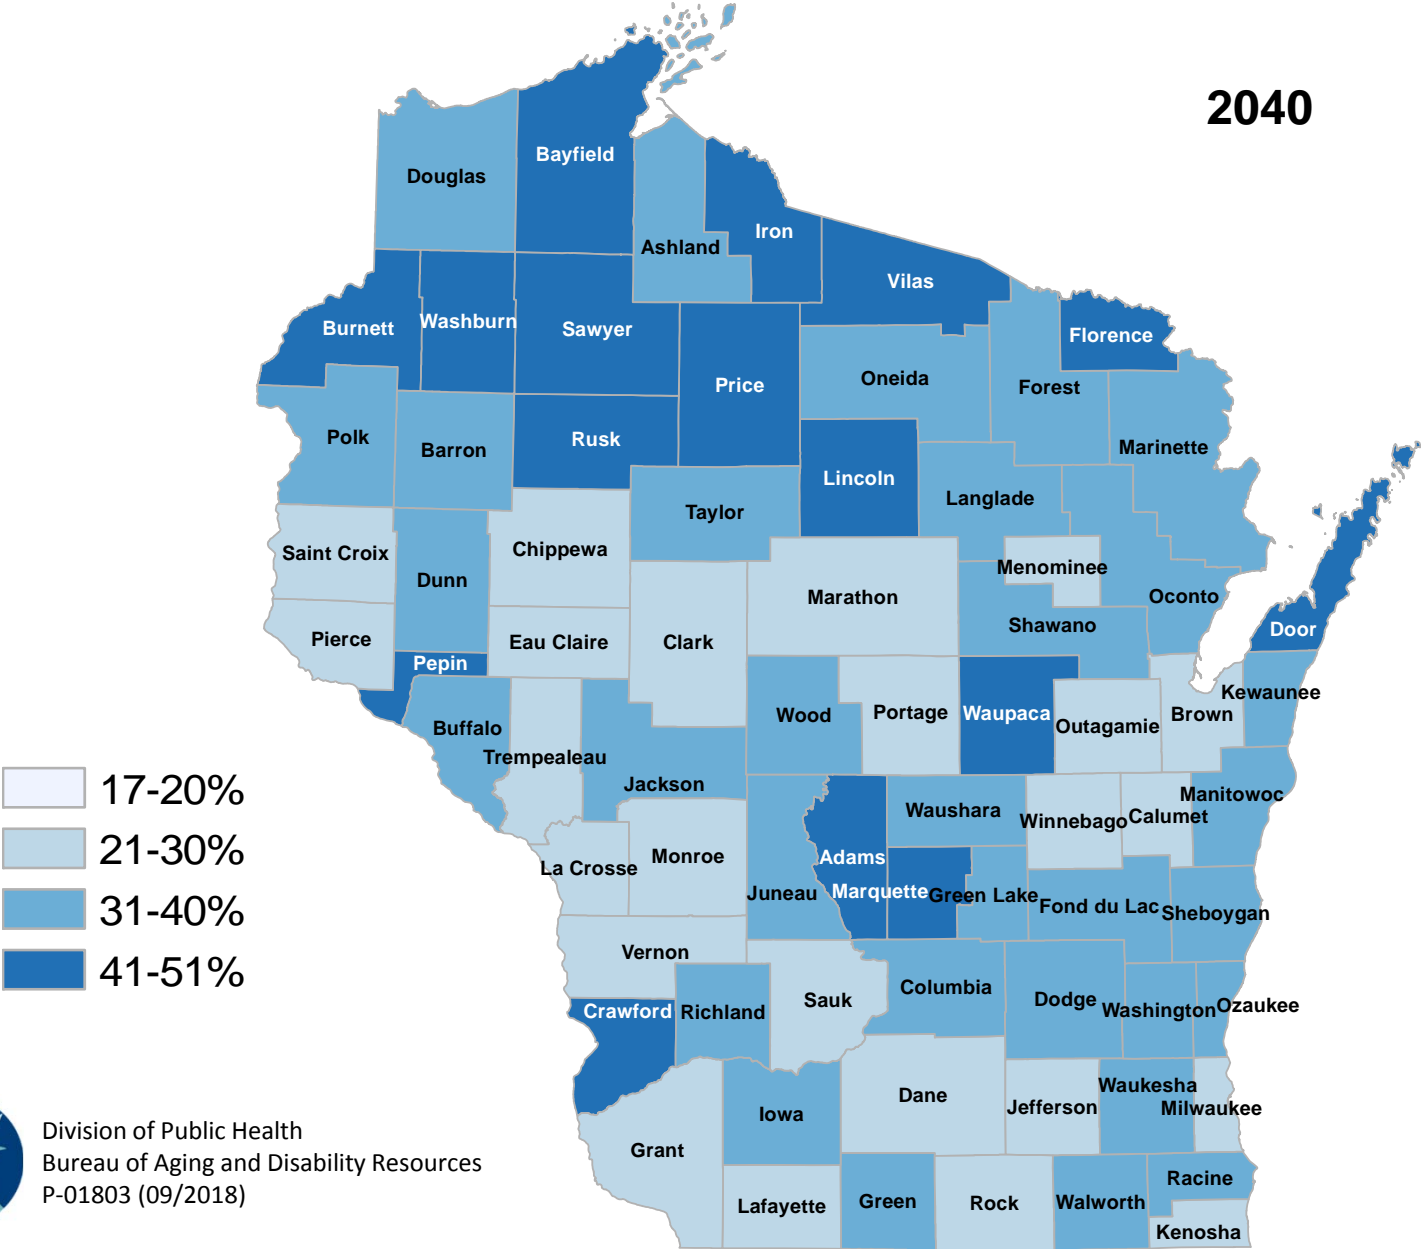 2040
Bayfield
Douglas
Iron
Ashland
Vilas
Burnett
Washburn
Sawyer
Florence
Price
Oneida
Forest
Polk
Barron
Rusk
Marinette
Lincoln
Langlade
Taylor
Saint Croix
Chippewa
Menominee
Dunn
Marathon
Oconto
Pierce
Eau Claire
Clark
Shawano
Door
Pepin
Kewaunee
Buffalo
Wood
Portage
Waupaca
Outagamie
Brown
Trempealeau
Jackson
Manitowoc
17-20%
Waushara
Winnebago
Calumet
21-30%
La Crosse
Monroe
Adams
Juneau
Marquette
Green Lake
Fond du Lac
Sheboygan
31-40%
Vernon
41-51%
Crawford
Richland
Sauk
Columbia
Dodge
Washington
Ozaukee
Iowa
Dane
Jefferson
Waukesha
Milwaukee
Division of Public Health
Bureau of Aging and Disability Resources
P-01803 (09/2018)
Grant
Lafayette
Green
Rock
Walworth
Racine
Kenosha